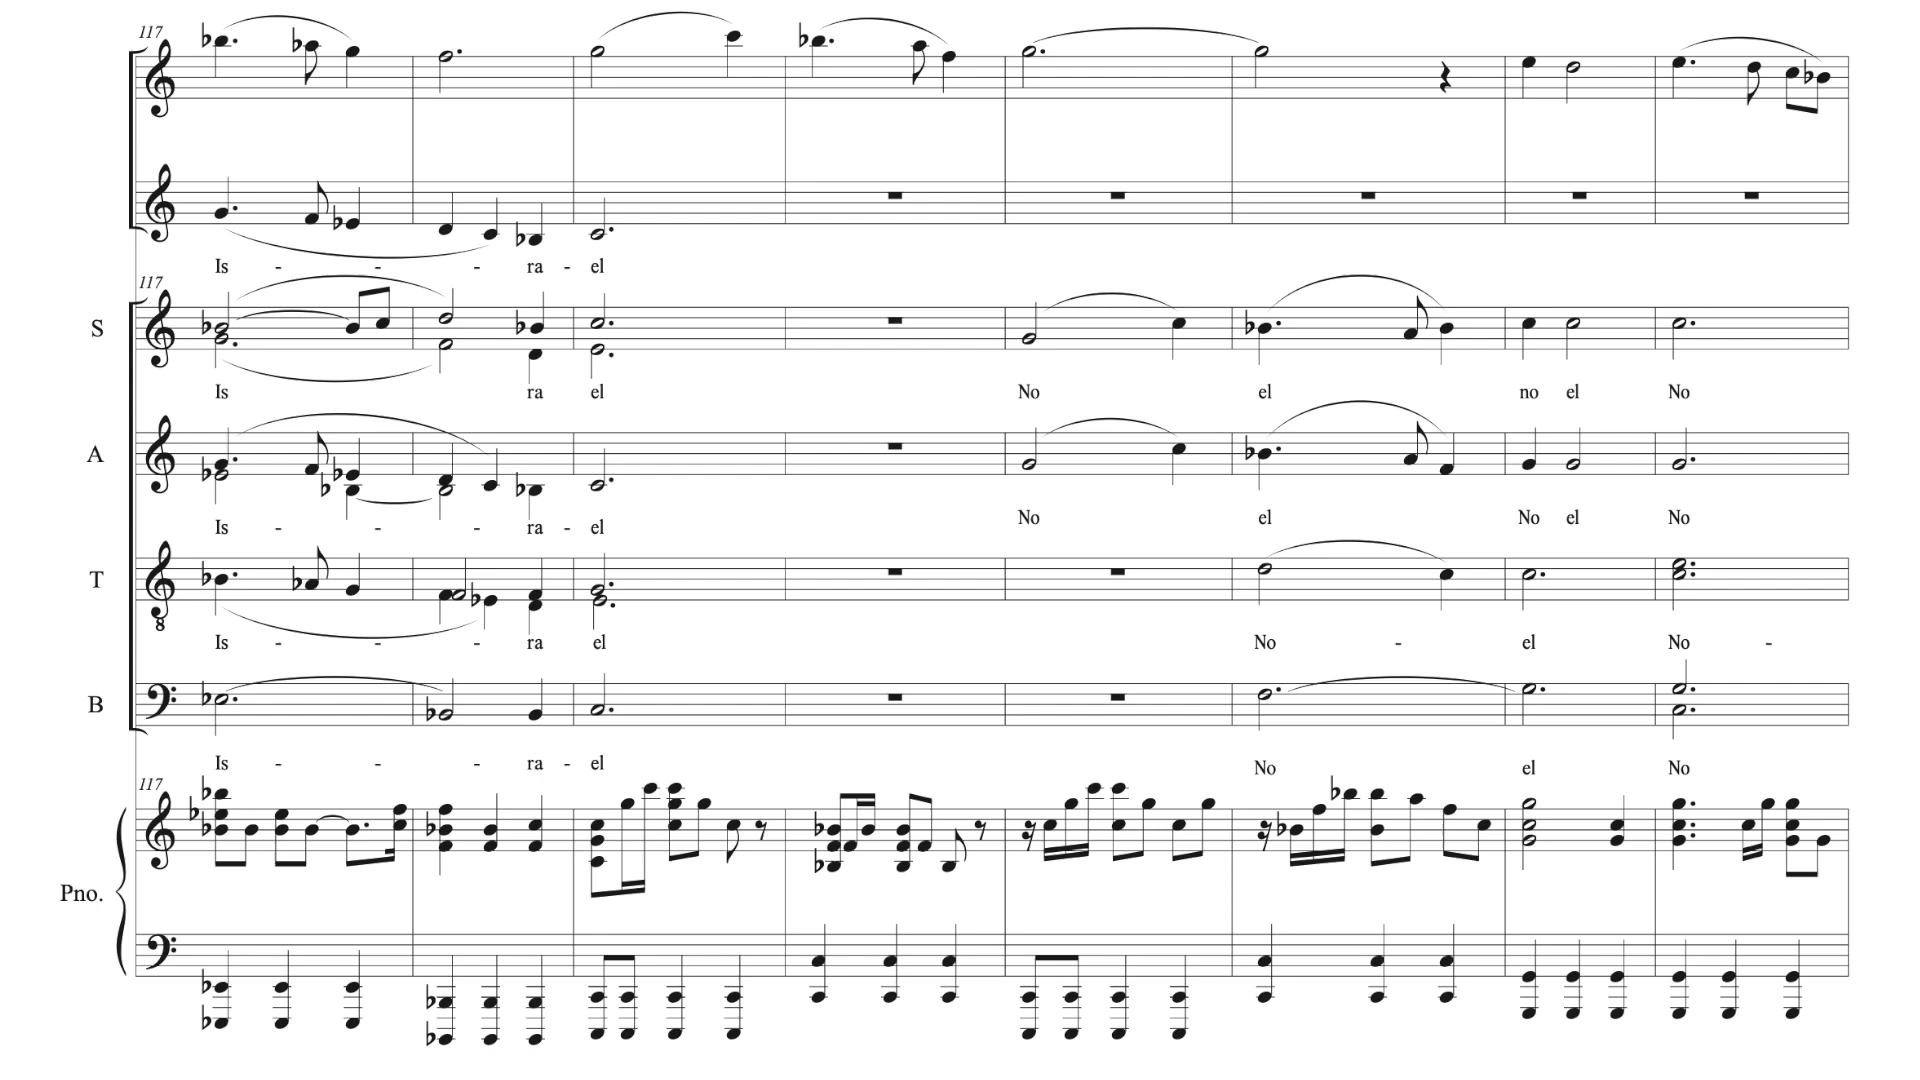 117
Is - - - ra - el
117
S
Is ra el No el no el No
A
Is - - - ra - el No el No el No
T
8
Is - - - ra el No - el No -
B
Is - - - ra - el No el No
117
Pno.